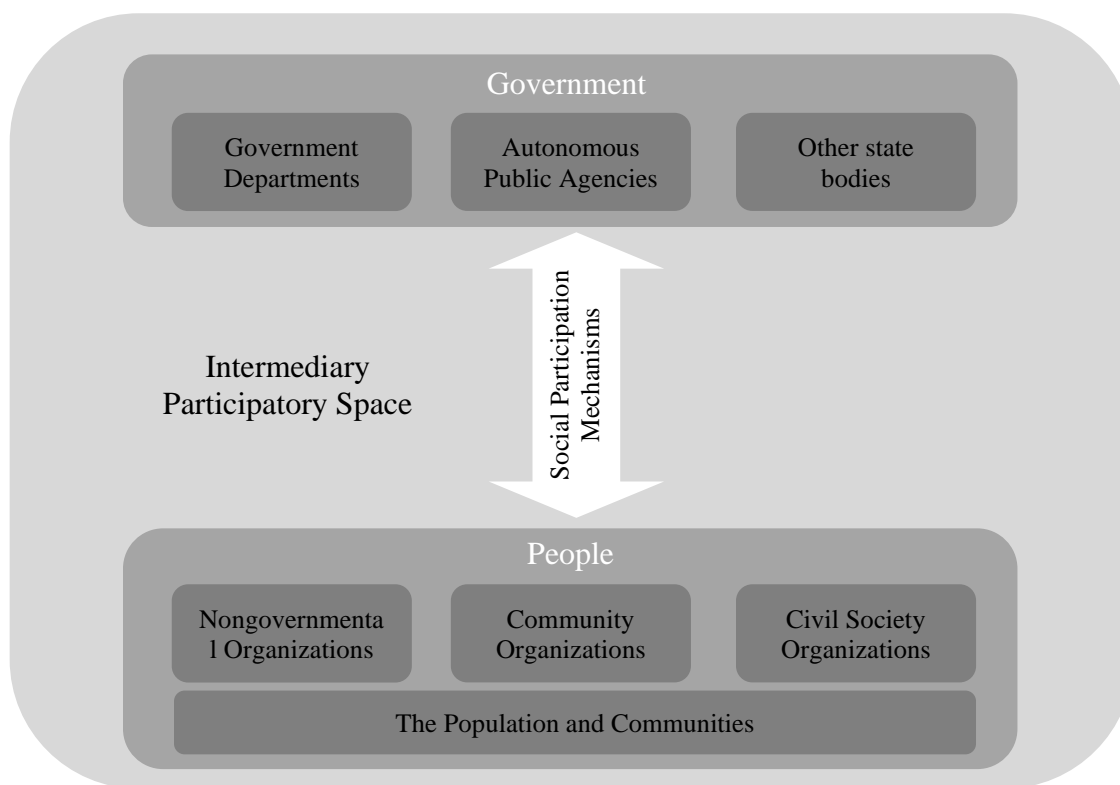 Government
Government
Departments
Autonomous
Public Agencies
Other state
bodies
Intermediary
Participatory Space
Social Participation
Mechanisms
People
Nongovernmenta
l Organizations
Community
Organizations
Civil Society
Organizations
The Population and Communities